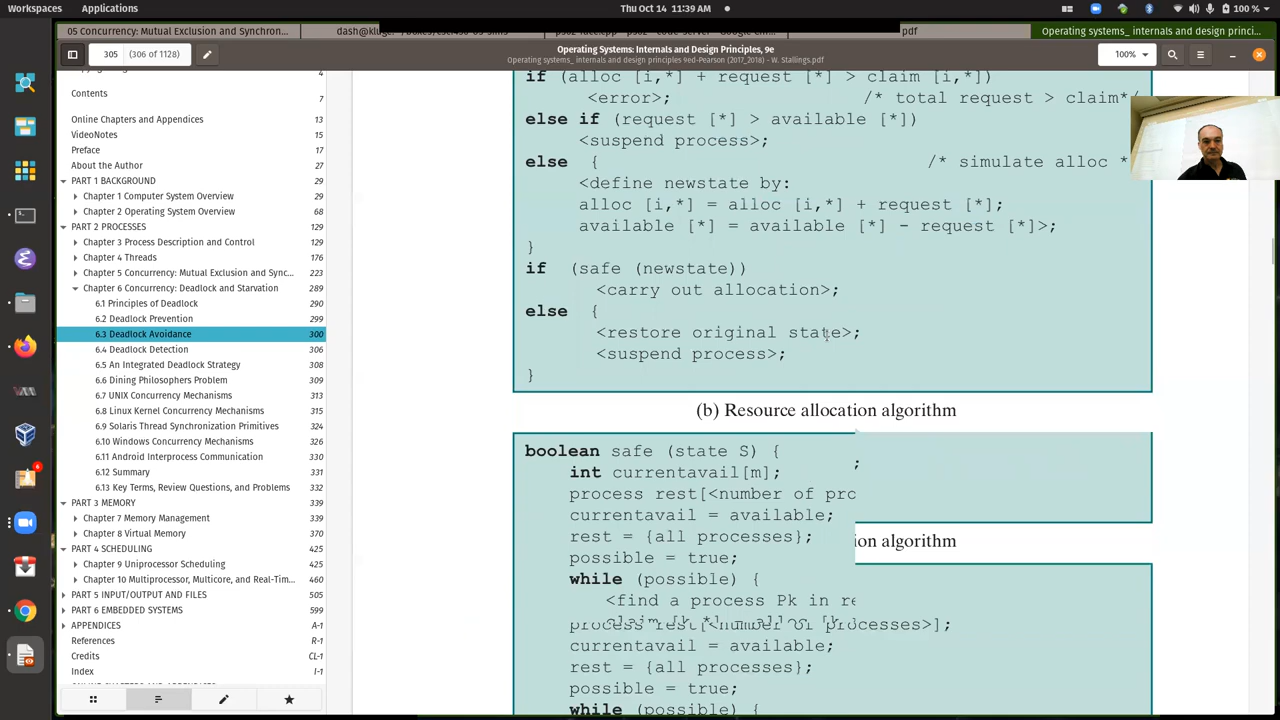 Workspaces Applications Thu Oct 14 11:39 AM 100 %
05 Concurrency: Mutual Exclusion and Synchron...
pdf
Operating systems_ internals and design princi...
305 (306 of 1128)
Operating Systems: Internals and Design Principles, 9e
Operating systems_ internals and design principles 9ed-Pearson (2017_2018) - W. Stallings.pdf
100%
4
Contents 7
Online Chapters and Appendices 13
VideoNotes 15
Preface 17
About the Author 27
PART 1 BACKGROUND 29
Chapter 1 Computer System Overview 29
Chapter 2 Operating System Overview 68
PART 2 PROCESSES 129
Chapter 3 Process Description and Control 129
Chapter 4 Threads 176
Chapter 5 Concurrency: Mutual Exclusion and Sync... 223
Chapter 6 Concurrency: Deadlock and Starvation 289
6.1 Principles of Deadlock 290
6.2 Deadlock Prevention 299
6.3 Deadlock Avoidance 300
6.4 Deadlock Detection 306
6.5 An Integrated Deadlock Strategy 308
6.6 Dining Philosophers Problem 309
6.7 UNIX Concurrency Mechanisms 313
6.8 Linux Kernel Concurrency Mechanisms 315
6.9 Solaris Thread Synchronization Primitives 324
6.10 Windows Concurrency Mechanisms 326
6.11 Android Interprocess Communication 330
6.12 Summary 331
6.13 Key Terms, Review Questions, and Problems 332
PART 3 MEMORY 339
Chapter 7 Memory Management 339
Chapter 8 Virtual Memory 370
PART 4 SCHEDULING 425
Chapter 9 Uniprocessor Scheduling 425
Chapter 10 Multiprocessor, Multicore, and Real-Tim... 460
PART 5 INPUT/OUTPUT AND FILES 505
PART 6 EMBEDDED SYSTEMS 599
APPENDICES A-1
References R-1
Credits CL-1
Index I-1
6
if (alloc [i,*] + request [*] > claim [i,*])
<error>; /* total request > claim*/
else if (request [*] > available [*])
<suspend process>;
else { /* simulate alloc *
<define newstate by:
alloc [i,*] = alloc [i,*] + request [*];
available [*] = available [*] - request [*]>;
}
if (safe (newstate))
<carry out allocation>;
else {
<restore original state>;
<suspend process>;
}
(b) Resource allocation algorithm
boolean safe (state S) {
int currentavail[m];
process rest[<number of pro
currentavail = available;
rest = {all processes};
ion algorithm
possible = true;
while (possible) {
<find a process Pk in re
processes>];
currentavail = available;
rest = {all processes};
possible = true;
while (possible) {